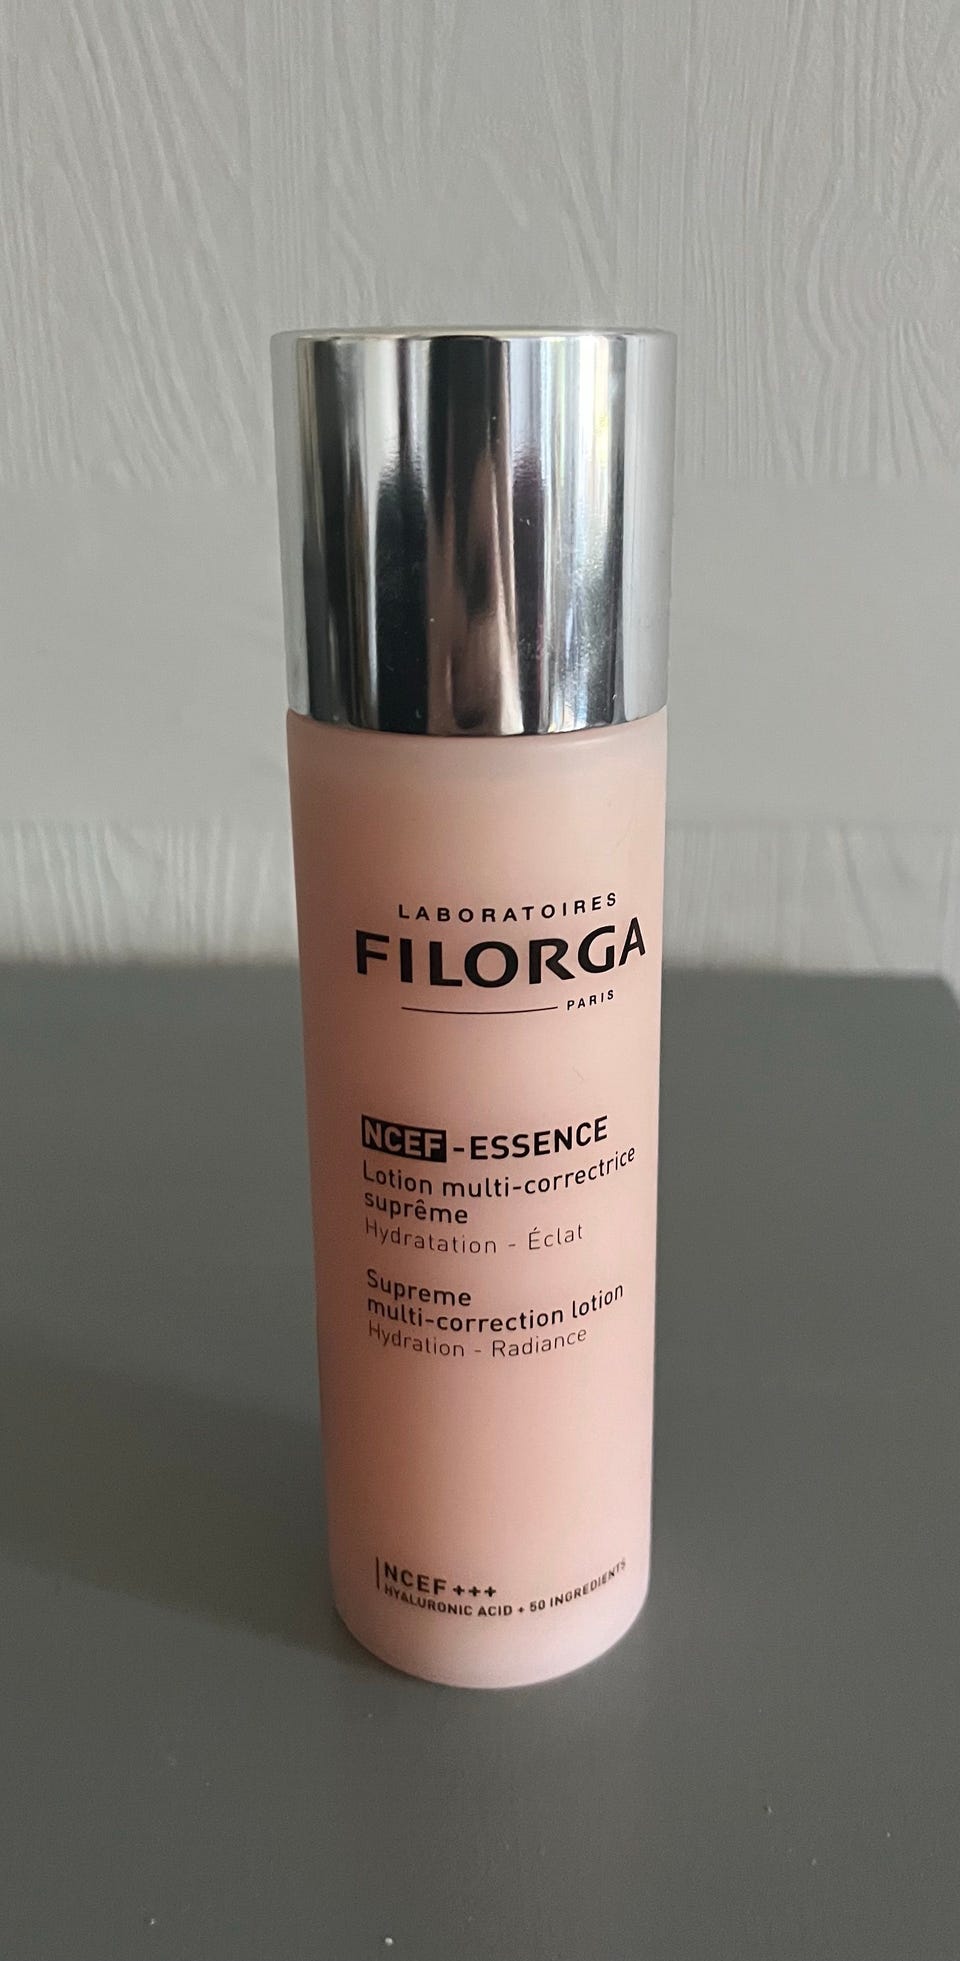 LABORATOIRES
FILORGA
PARIS
NCEF-ESSENCE
Lotion multi-correctrice
suprême
Hydratation - Éclat
Supreme
multi-correction lotion
Hydration - Radiance
NCEF+++
HYALURONIC ACID + 50 INGREDIENTS